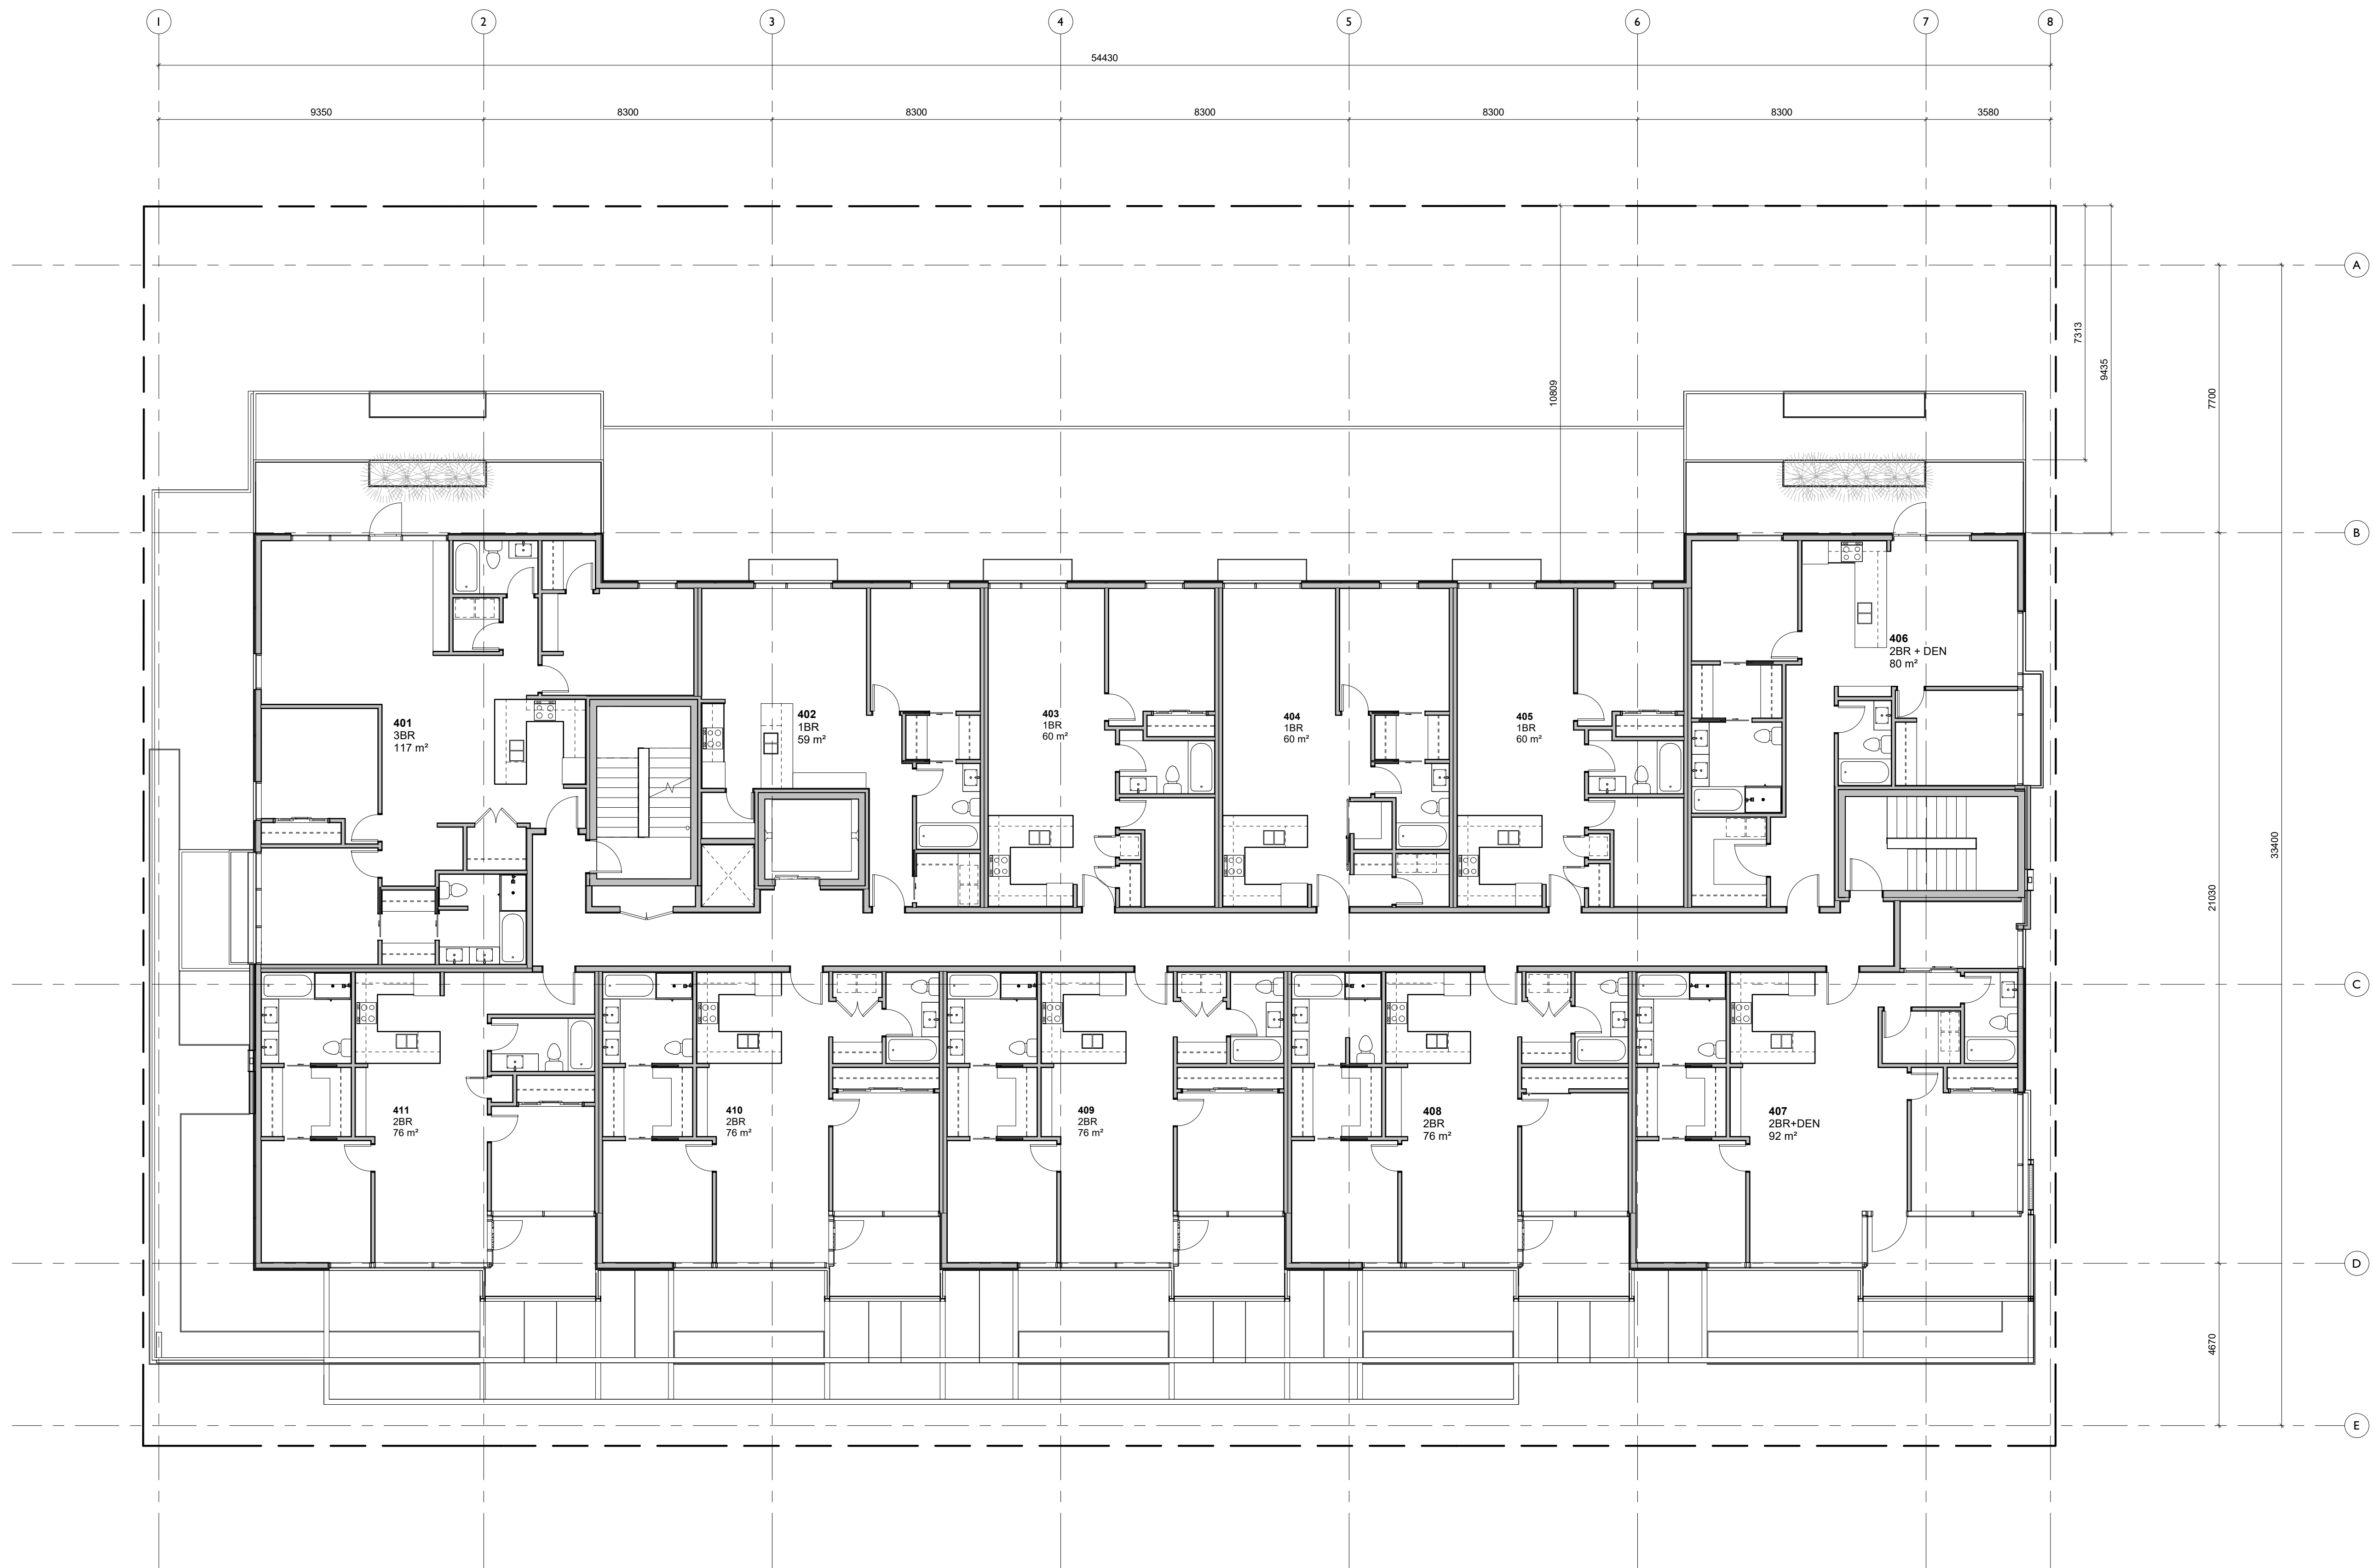 1 2 3 4 5 6 7 8
54430
9350 8300 8300 8300 8300 8300 3580
A
7313
9435
10809
7700
B
401
3BR
117 m²
402
1BR
59 m²
403
1BR
60 m²
404
1BR
60 m²
405
1BR
60 m²
406
2BR + DEN
80 m²
33400
21030
C
411
2BR
76 m²
410
2BR
76 m²
409
2BR
76 m²
408
2BR
76 m²
407
2BR+DEN
92 m²
D
4670
E